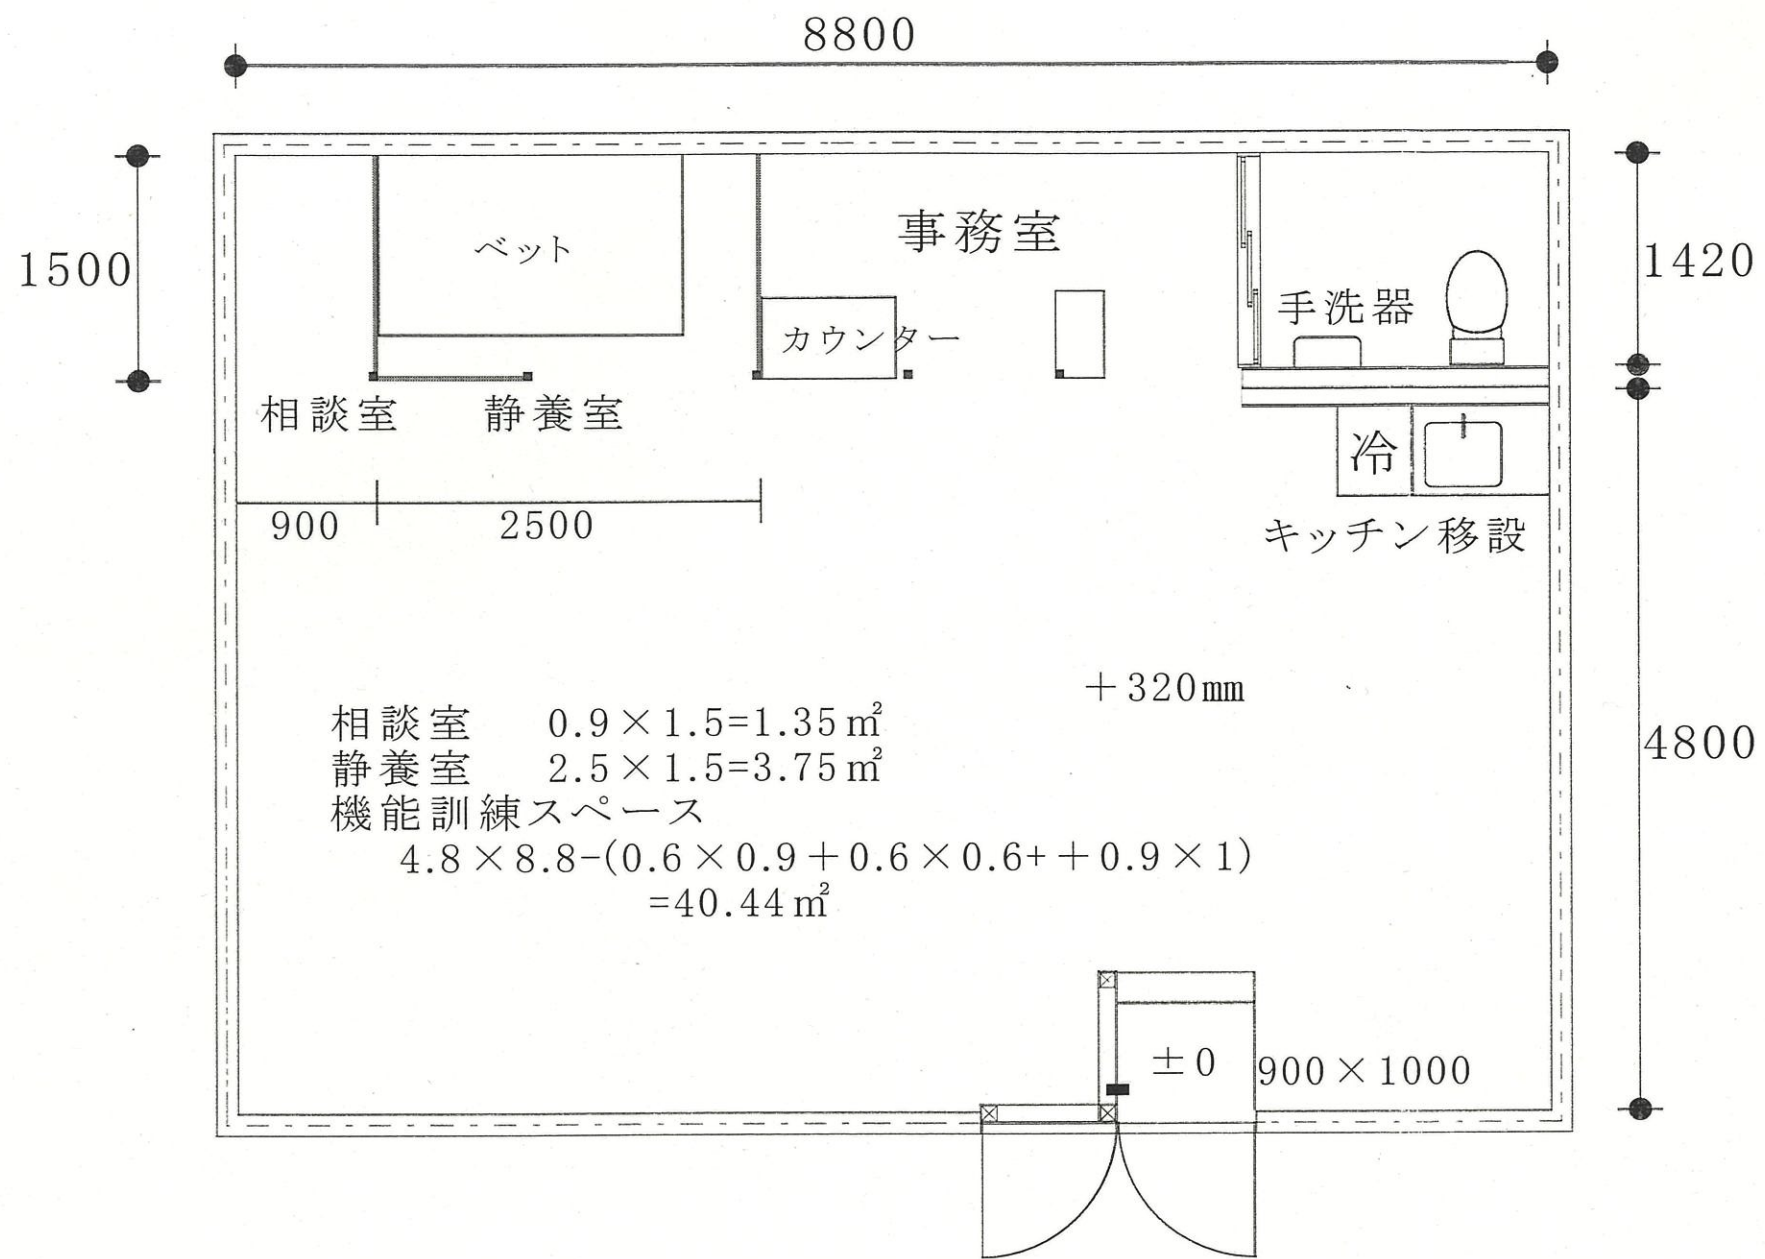 8800
1500
ベット
事務室
1420
手洗器
カウンター
相談室
静養室
冷
900
2500
キッチン移設
+320㎜
4800
相談室 0.9×1.5=1.35㎡
静養室 2.5×1.5=3.75㎡
機能訓練スペース
4.8×8.8-(0.6×0.9+0.6×0.6++0.9×1)
=40.44㎡
±0
900×1000